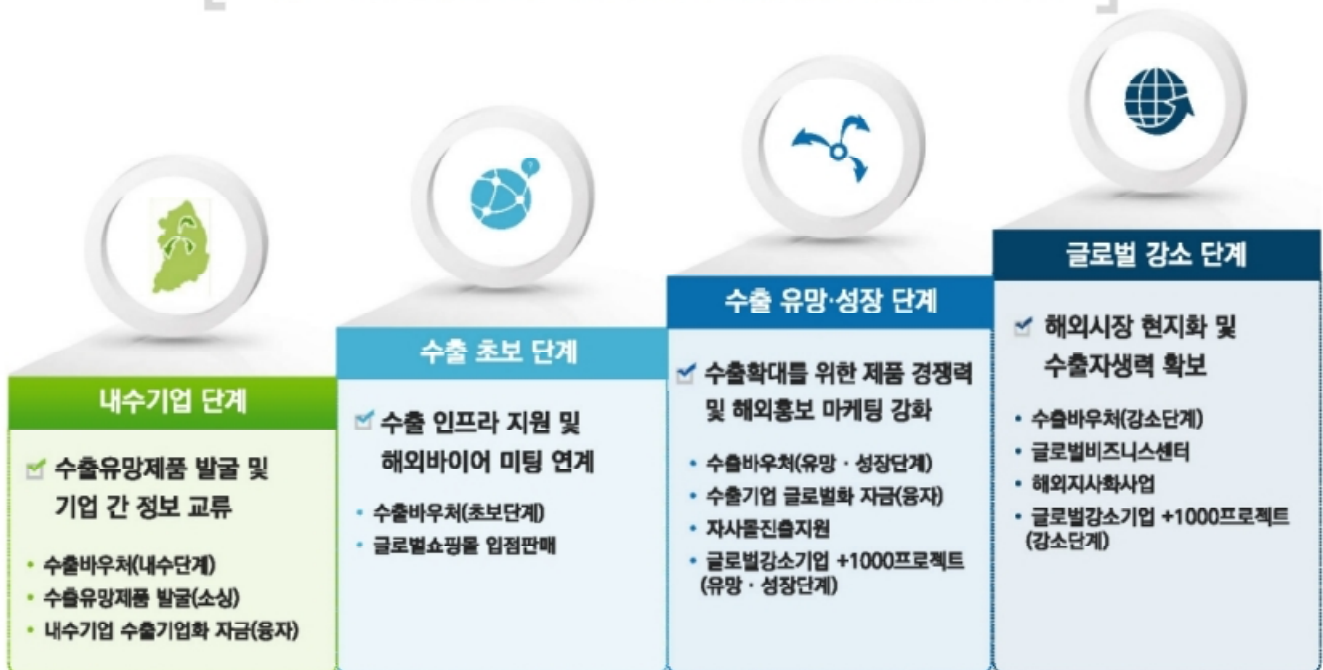 내수기업 단계
수출유망제품 발굴 및
기업 간 정보 교류
• 수출바우처(내수단계)
• 수출유망제품 발굴(소싱)
• 내수기업 수출기업화 자금(융자)
수출 초보 단계
수출 인프라 지원 및
해외바이어 미팅 연계
• 수출바우처(초보단계)
• 글로벌쇼핑몰 입점판매
수출 유망·성장 단계
수출확대를 위한 제품 경쟁력
및 해외홍보 마케팅 강화
• 수출바우처(유망 · 성장단계)
• 수출기업 글로벌화 자금(융자)
• 자사몰진출지원
• 글로벌강소기업 +1000프로젝트
(유망 · 성장단계)
글로벌 강소 단계
해외시장 현지화 및
수출자생력 확보
• 수출바우처(강소단계)
• 글로벌비즈니스센터
• 해외지사화사업
• 글로벌강소기업 +1000프로젝트
(강소단계)